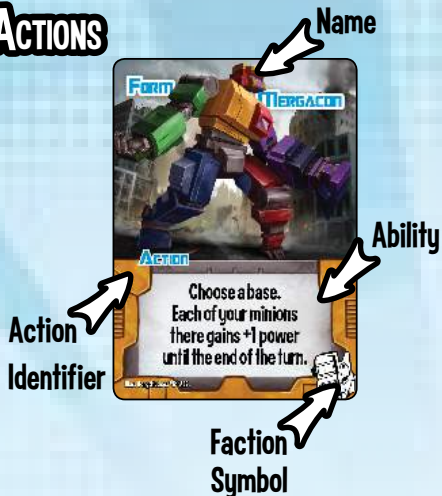 ACTIONS
Name
FORM
MERGACON
Ability
ACTION
Choose a base.
Each of your minions
there gains +1 power
until the end of the turn.
Action
Identifier
Faction
Symbol